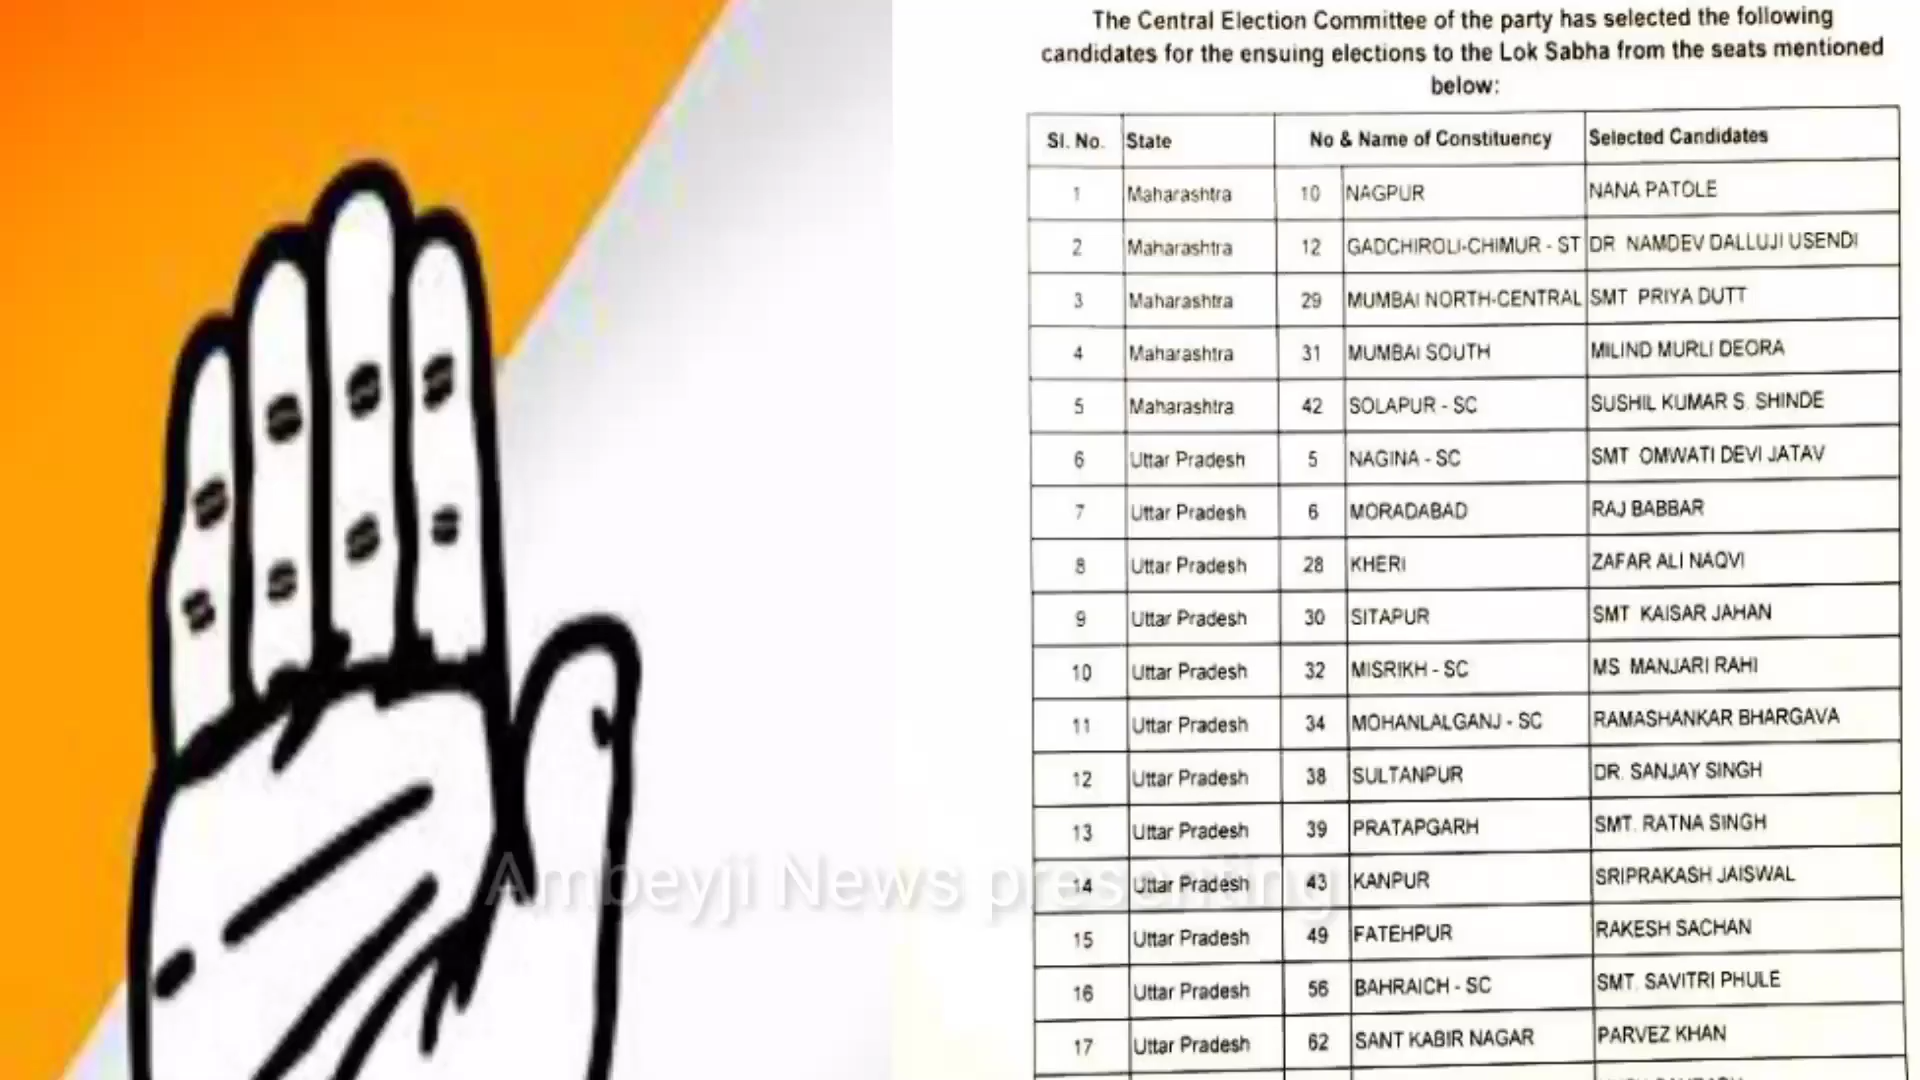 The Central Election Committee of the party has selected the following
candidates for the ensuing elections to the Lok Sabha from the seats mentioned
below:
Sl. No. State No & Name of Constituency Selected Candidates
1 Maharashtra 10 NAGPUR NANA PATOLE
2 Maharashtra 12 GADCHIROLI-CHIMUR - ST DR NAMDEV DALLUJI USENDI
3 Maharashtra 29 MUMBAI NORTH-CENTRAL SMT PRIYA DUTT
4 Maharashtra 31 MUMBAI SOUTH MILIND MURLI DEORA
5 Maharashtra 42 SOLAPUR - SC SUSHIL KUMAR S. SHINDE
6 Uttar Pradesh 5 NAGINA - SC SMT OMWATI DEVI JATAV
7 Uttar Pradesh 6 MORADABAD RAJ BABBAR
8 Uttar Pradesh 28 KHERI ZAFAR ALI NAQVI
9 Uttar Pradesh 30 SITAPUR SMT KAISAR JAHAN
10 Uttar Pradesh 32 MISRIKH - SC MS MANJARI RAHI
11 Uttar Pradesh 34 MOHANLALGANJ - SC RAMASHANKAR BHARGAVA
12 Uttar Pradesh 38 SULTANPUR DR. SANJAY SINGH
13 Uttar Pradesh 39 PRATAPGARH SMT. RATNA SINGH
14 Uttar Pradesh 43 KANPUR SRIPRAKASH JAISWAL
Ambeyji News presenting
15 Uttar Pradesh 49 FATEHPUR RAKESH SACHAN
16 Uttar Pradesh 56 BAHRAICH - SC SMT. SAVITRI PHULE
17 Uttar Pradesh 62 SANT KABIR NAGAR PARVEZ KHAN